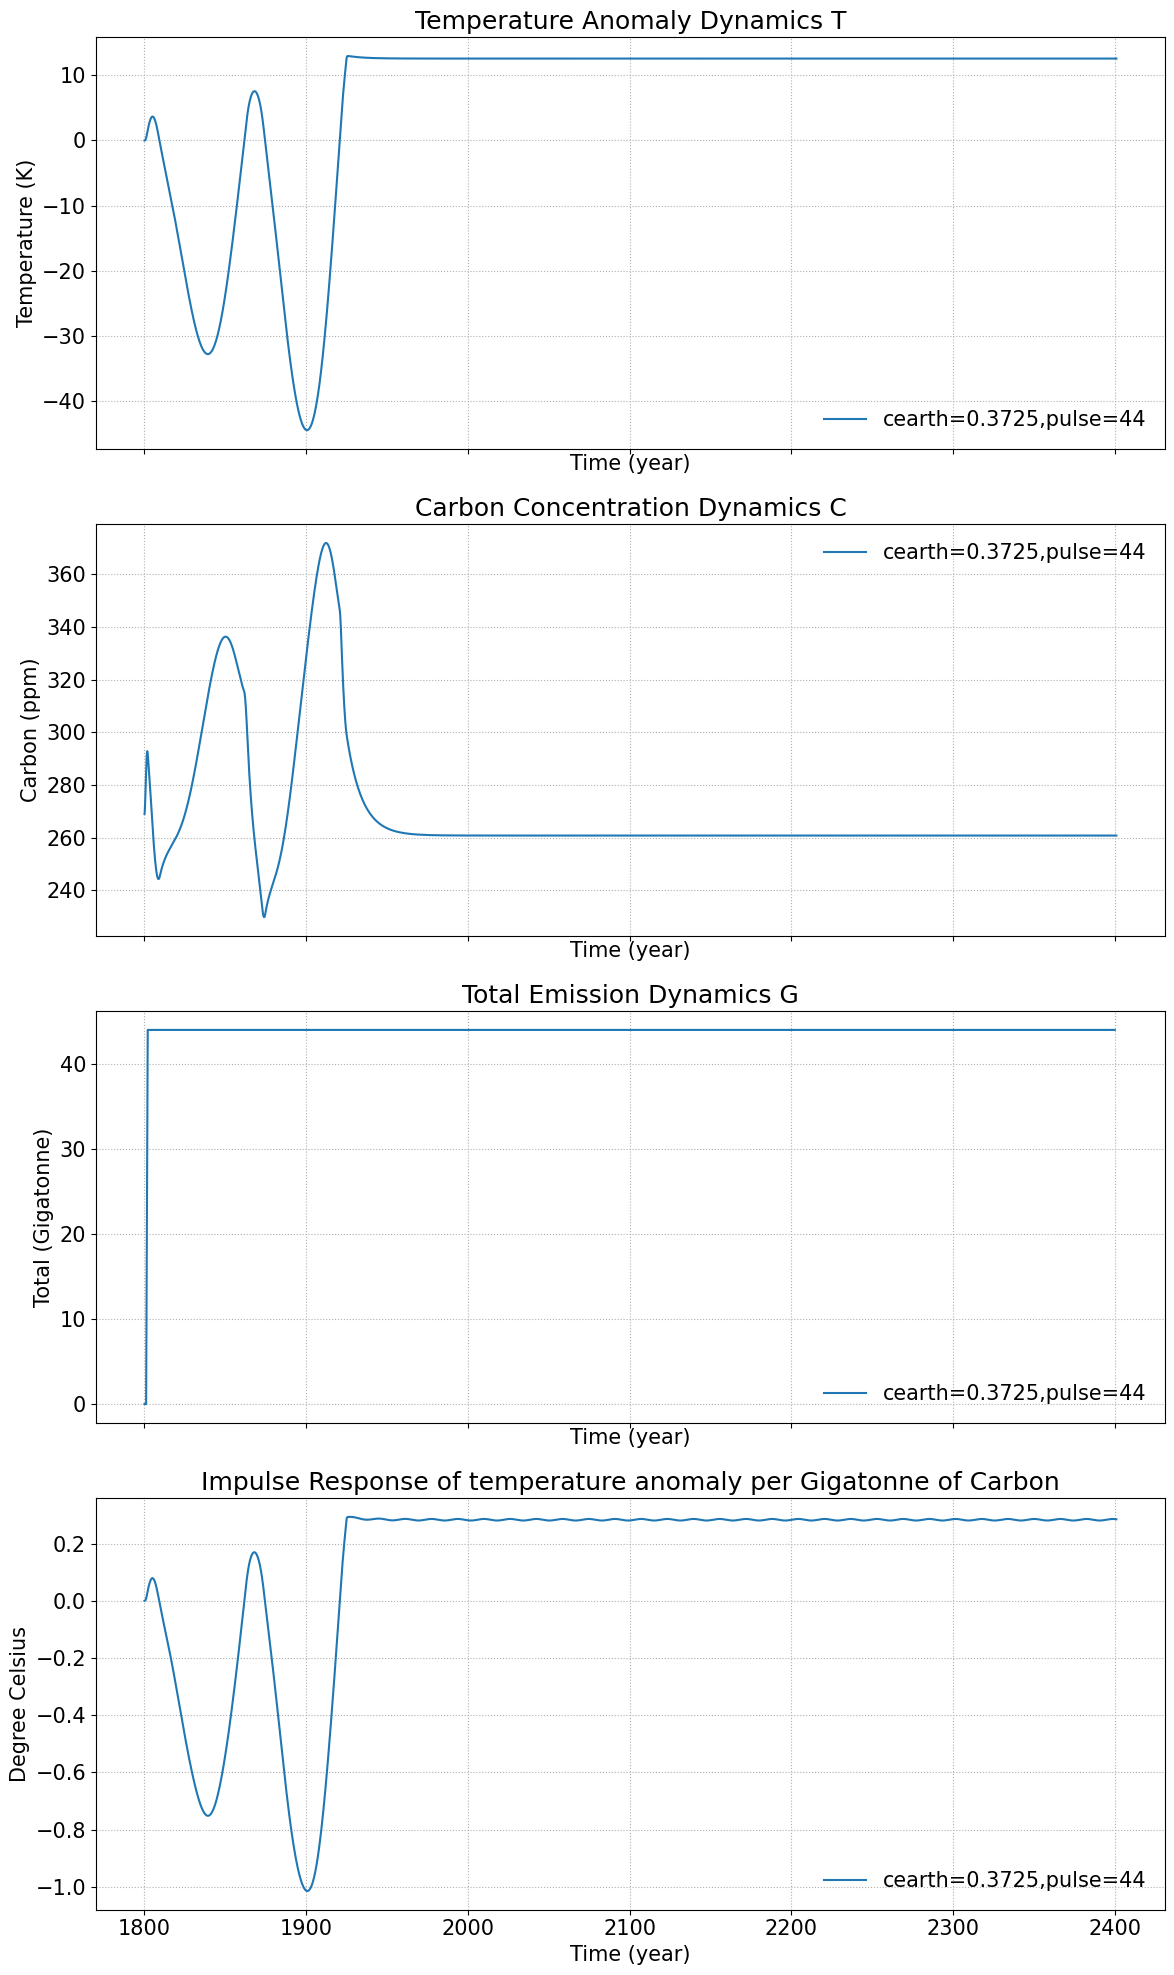 Temperature Anomaly Dynamics T
10
0
−10
−20
−30
−40
Temperature (K)
cearth=0.3725,pulse=44
Time (year)
Carbon Concentration Dynamics C
360
340
320
300
280
260
240
Carbon (ppm)
cearth=0.3725,pulse=44
Time (year)
Total Emission Dynamics G
40
30
20
10
0
Total (Gigatonne)
cearth=0.3725,pulse=44
Time (year)
Impulse Response of temperature anomaly per Gigatonne of Carbon
0.2
0.0
−0.2
−0.4
−0.6
−0.8
−1.0
Degree Celsius
cearth=0.3725,pulse=44
1800 1900 2000 2100 2200 2300 2400
Time (year)